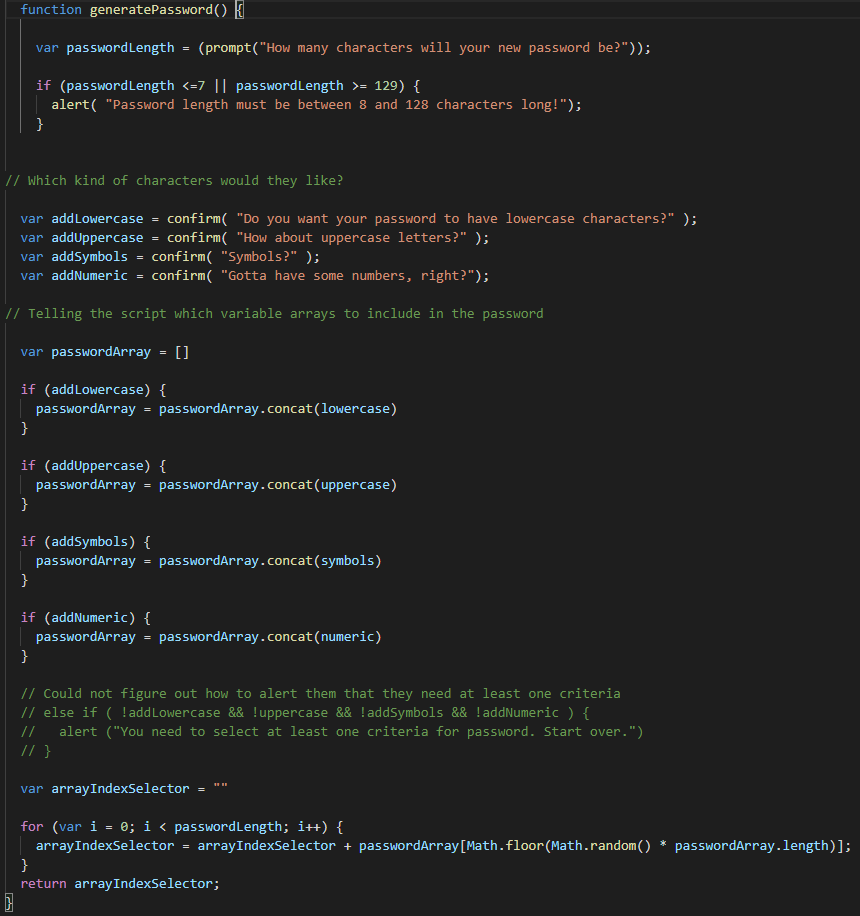 function generatePassword() {
var passwordLength = (prompt("How many characters will your new password be?"));
if (passwordLength <=7 || passwordLength >= 129) {
alert( "Password length must be between 8 and 128 characters long!");
}
// Which kind of characters would they like?
var addLowercase = confirm( "Do you want your password to have lowercase characters?" );
var addUppercase = confirm( "How about uppercase letters?" );
var addSymbols = confirm( "Symbols?" );
var addNumeric = confirm( "Gotta have some numbers, right?");
// Telling the script which variable arrays to include in the password
var passwordArray = []
if (addLowercase) {
passwordArray = passwordArray.concat(lowercase)
}
if (addUppercase) {
passwordArray = passwordArray.concat(uppercase)
}
if (addSymbols) {
passwordArray = passwordArray.concat(symbols)
}
if (addNumeric) {
passwordArray = passwordArray.concat(numeric)
}
// Could not figure out how to alert them that they need at least one criteria
// else if ( !addLowercase && !uppercase && !addSymbols && !addNumeric ) {
//   alert ("You need to select at least one criteria for password. Start over.")
// }
var arrayIndexSelector = ""
for (var i = 0; i < passwordLength; i++) {
arrayIndexSelector = arrayIndexSelector + passwordArray[Math.floor(Math.random() * passwordArray.length)];
}
return arrayIndexSelector;
}